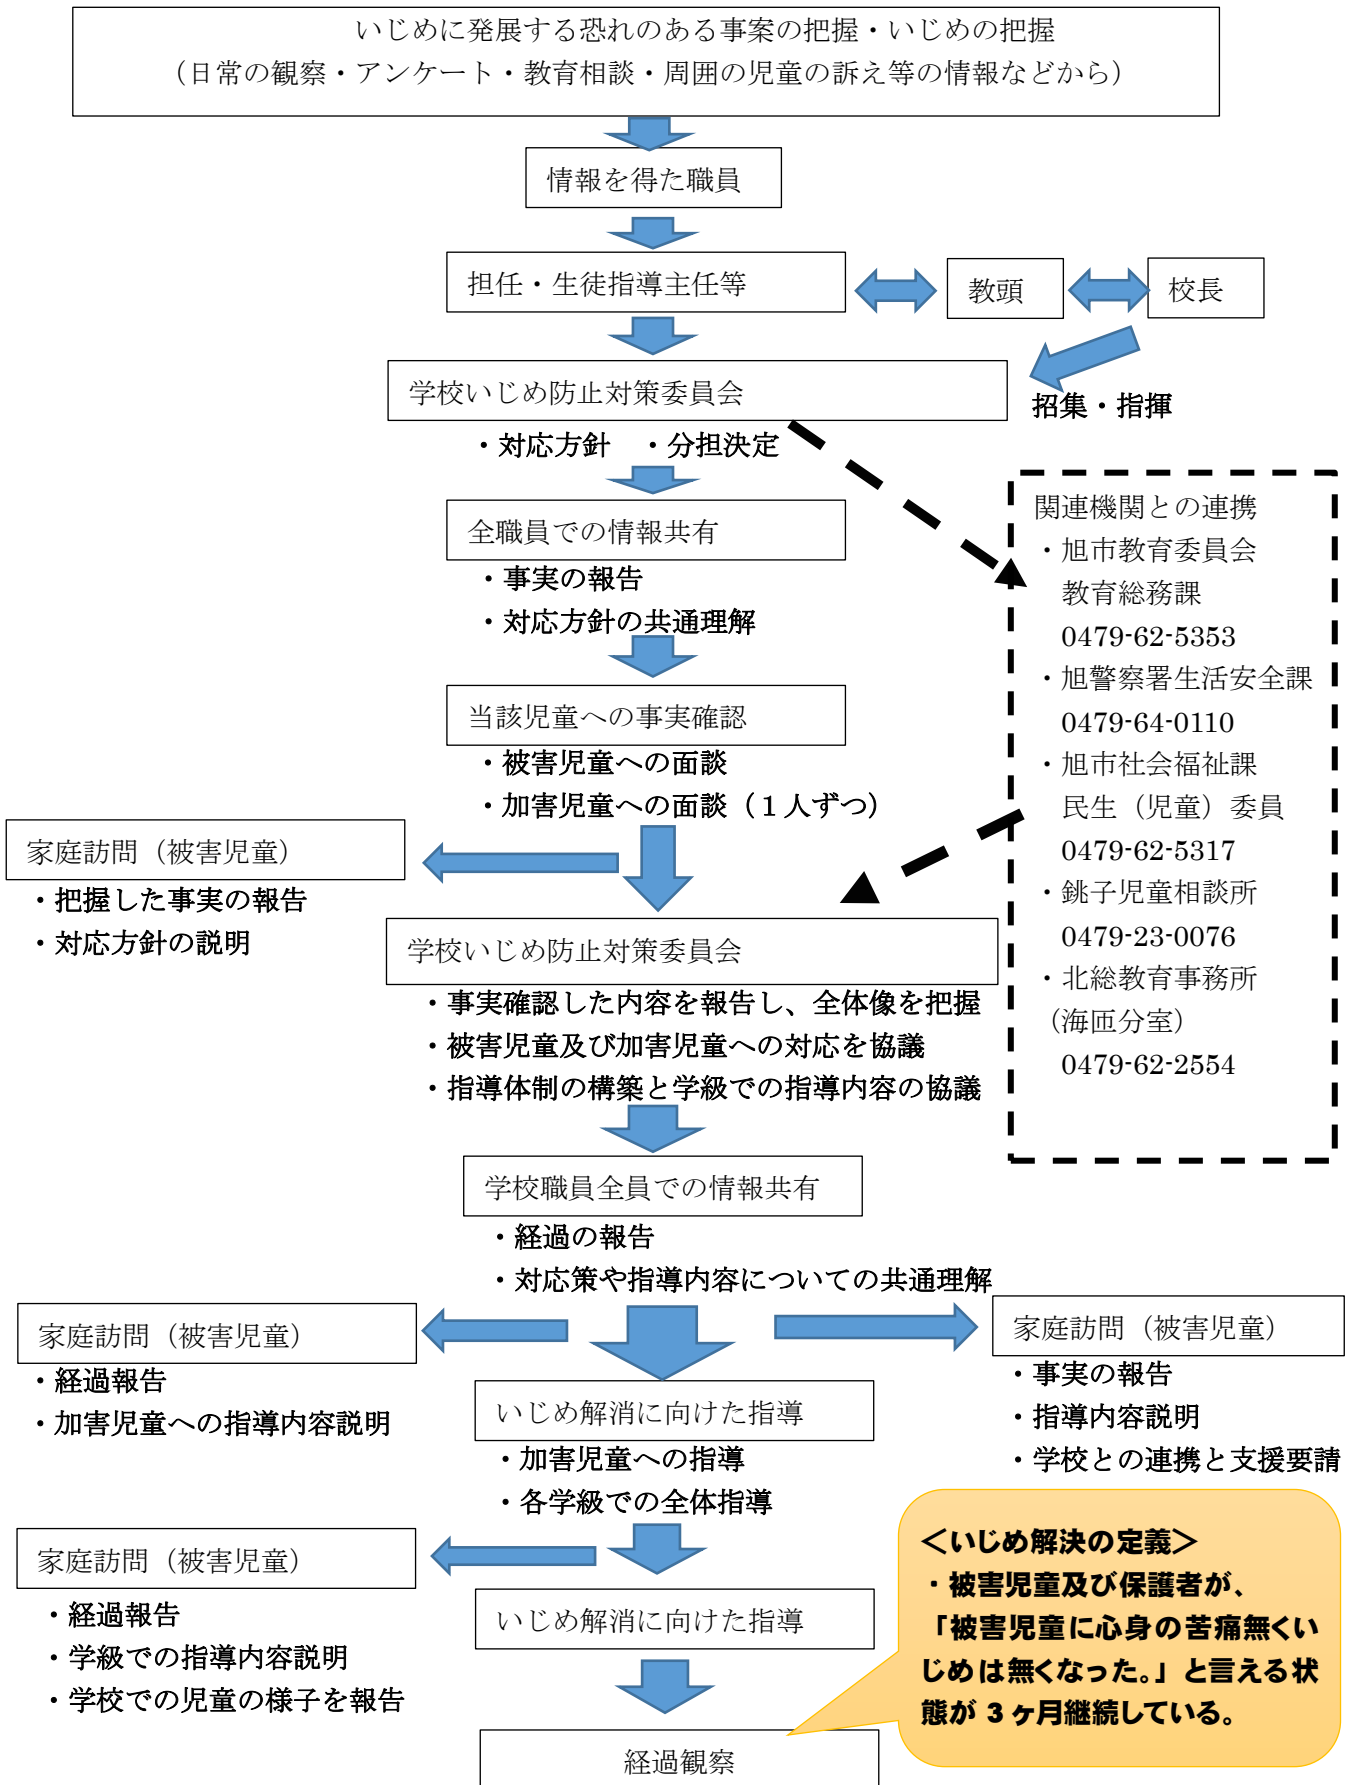 いじめに発展する恐れのある事案の把握・いじめの把握
（日常の観察・アンケート・教育相談・周囲の児童の訴え等の情報などから）
情報を得た職員
担任・生徒指導主任等
教頭
校長
学校いじめ防止対策委員会
招集・指揮
・対応方針　・分担決定
全職員での情報共有
・事実の報告
・対応方針の共通理解
関連機関との連携
・旭市教育委員会
教育総務課
0479-62-5353
・旭警察署生活安全課
0479-64-0110
・旭市社会福祉課
民生（児童）委員
0479-62-5317
・銚子児童相談所
0479-23-0076
・北総教育事務所
（海匝分室）
0479-62-2554
当該児童への事実確認
・被害児童への面談
・加害児童への面談（１人ずつ）
家庭訪問（被害児童）
・把握した事実の報告
・対応方針の説明
学校いじめ防止対策委員会
・事実確認した内容を報告し、全体像を把握
・被害児童及び加害児童への対応を協議
・指導体制の構築と学級での指導内容の協議
学校職員全員での情報共有
・経過の報告
・対応策や指導内容についての共通理解
家庭訪問（被害児童）
・経過報告
・加害児童への指導内容説明
家庭訪問（被害児童）
・事実の報告
・指導内容説明
・学校との連携と支援要請
いじめ解消に向けた指導
・加害児童への指導
・各学級での全体指導
家庭訪問（被害児童）
・経過報告
・学級での指導内容説明
・学校での児童の様子を報告
いじめ解消に向けた指導
＜いじめ解決の定義＞
・被害児童及び保護者が、
「被害児童に心身の苦痛無くい
じめは無くなった。」と言える状
態が 3 ヶ月継続している。
経過観察